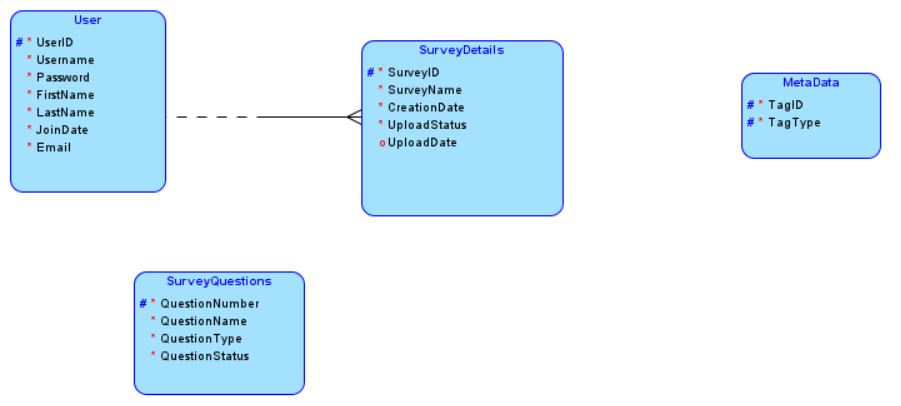 User
# * UserID
* Username
* Password
* FirstName
* LastName
* JoinDate
* Email
SurveyDetails
# * SurveyID
* SurveyName
* CreationDate
* UploadStatus
o UploadDate
MetaData
# * TagID
# * TagType
SurveyQuestions
# * QuestionNumber
* QuestionName
* QuestionType
* QuestionStatus